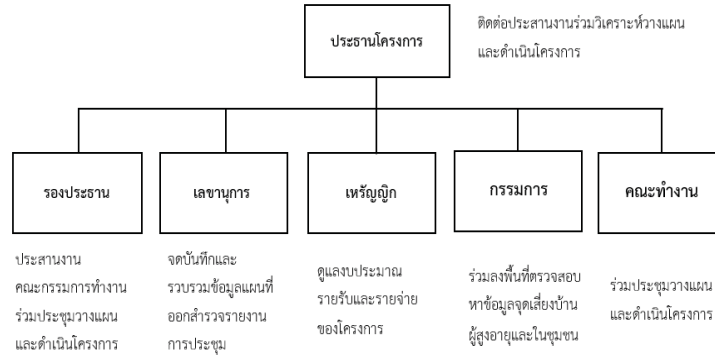 ประธานโครงการ
ติดต่อประสานงานร่วมวิเคราะห์วางแผน
และดำเนินโครงการ
รองประธาน
เลขานุการ
เหรัญญิก
กรรมการ
คณะทำงาน
ประสานงาน
คณะกรรมการทำงาน
ร่วมประชุมวางแผน
และดำเนินโครงการ
จดบันทึกและ
รวบรวมข้อมูลแผนที่
ออกสำรวจรายงาน
การประชุม
ดูแลงบประมาณ
รายรับและรายจ่าย
ของโครงการ
ร่วมลงพื้นที่ตรวจสอบ
หาข้อมูลจุดเสี่ยงบ้าน
ผู้สูงอายุและในชุมชน
ร่วมประชุมวางแผน
และดำเนินโครงการ